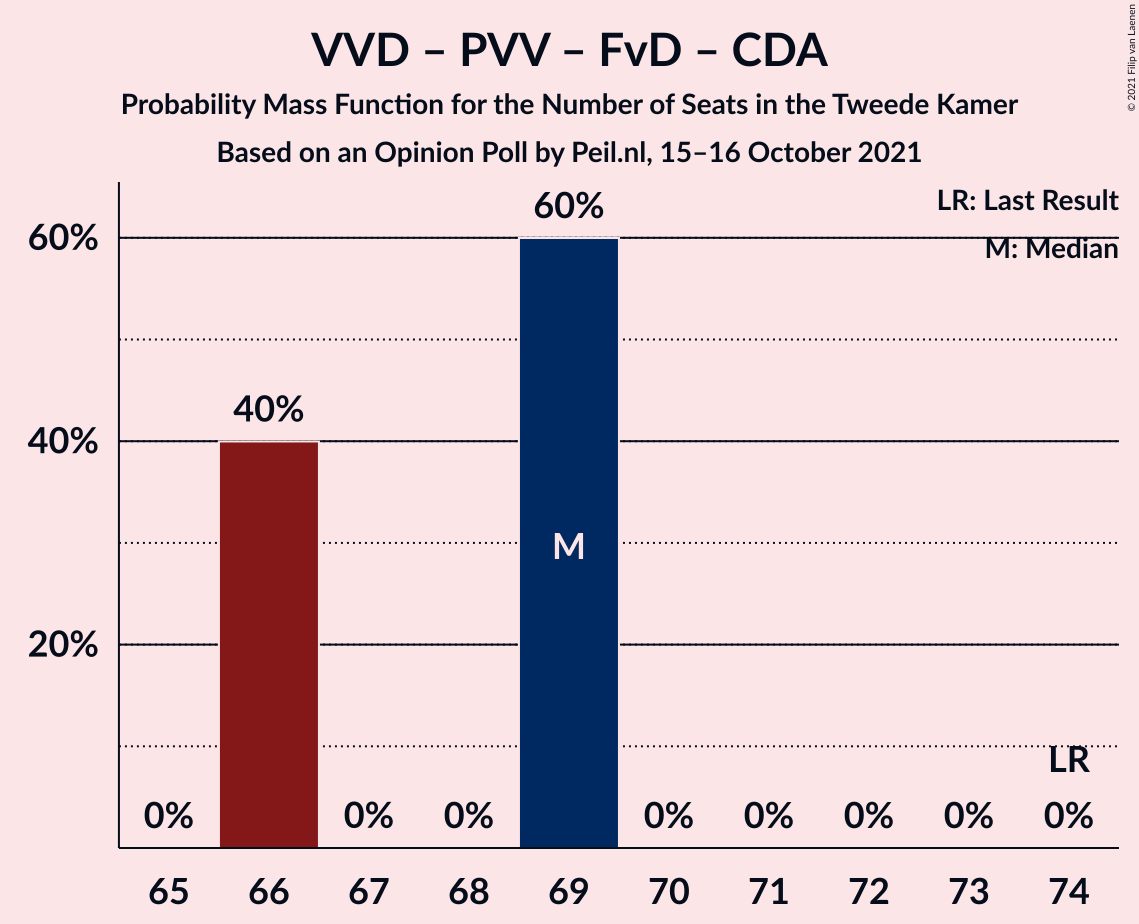 VVD – PVV – FvD – CDA
Probability Mass Function for the Number of Seats in the Tweede Kamer
Based on an Opinion Poll by Peil.nl, 15–16 October 2021
© 2021 Filip van Laenen
LR: Last Result
M: Median
60%
60%
40%
40%
M
20%
LR
0% 0% 0% 0% 0% 0% 0% 0%
65 66 67 68 69 70 71 72 73 74